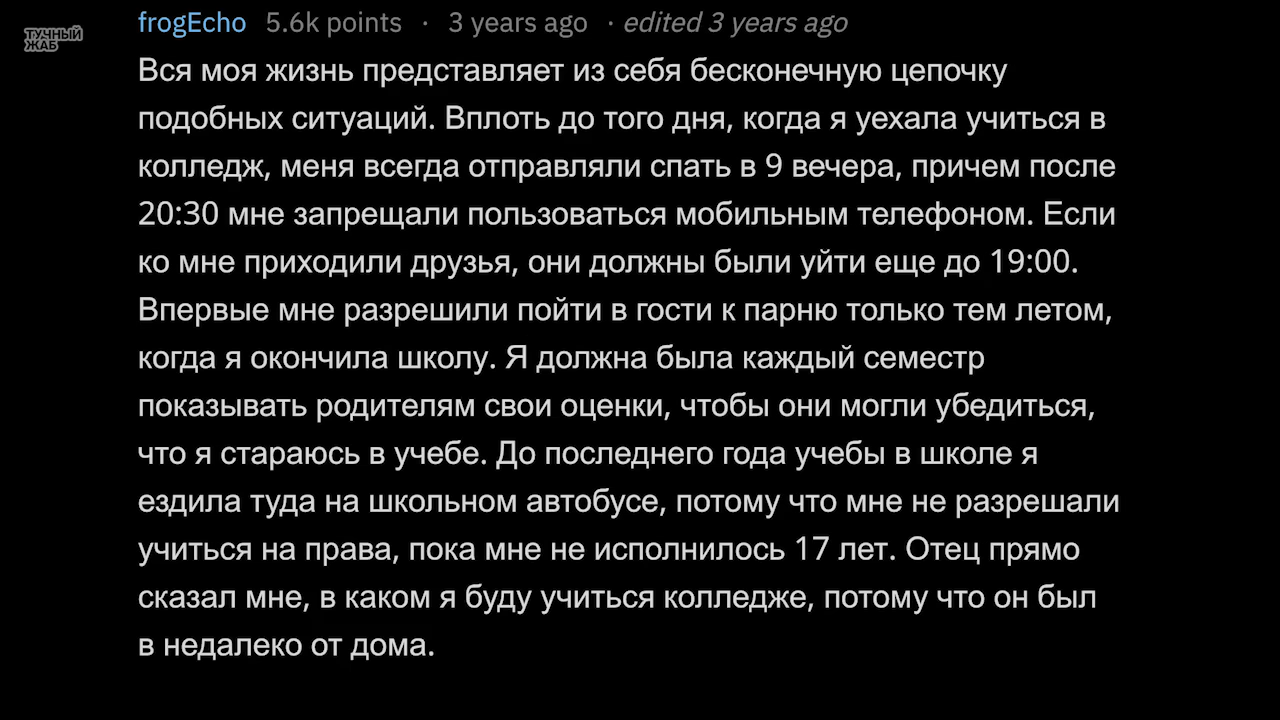 frogEcho 5.6k points · 3 years ago · edited 3 years ago
ТУЧНЫЙ
ЖАБ
Вся моя жизнь представляет из себя бесконечную цепочку
подобных ситуаций. Вплоть до того дня, когда я уехала учиться в
колледж, меня всегда отправляли спать в 9 вечера, причем после
20:30 мне запрещали пользоваться мобильным телефоном. Если
ко мне приходили друзья, они должны были уйти еще до 19:00.
Впервые мне разрешили пойти в гости к парню только тем летом,
когда я окончила школу. Я должна была каждый семестр
показывать родителям свои оценки, чтобы они могли убедиться,
что я стараюсь в учебе. До последнего года учебы в школе я
ездила туда на школьном автобусе, потому что мне не разрешали
учиться на права, пока мне не исполнилось 17 лет. Отец прямо
сказал мне, в каком я буду учиться колледже, потому что он был
в недалеко от дома.